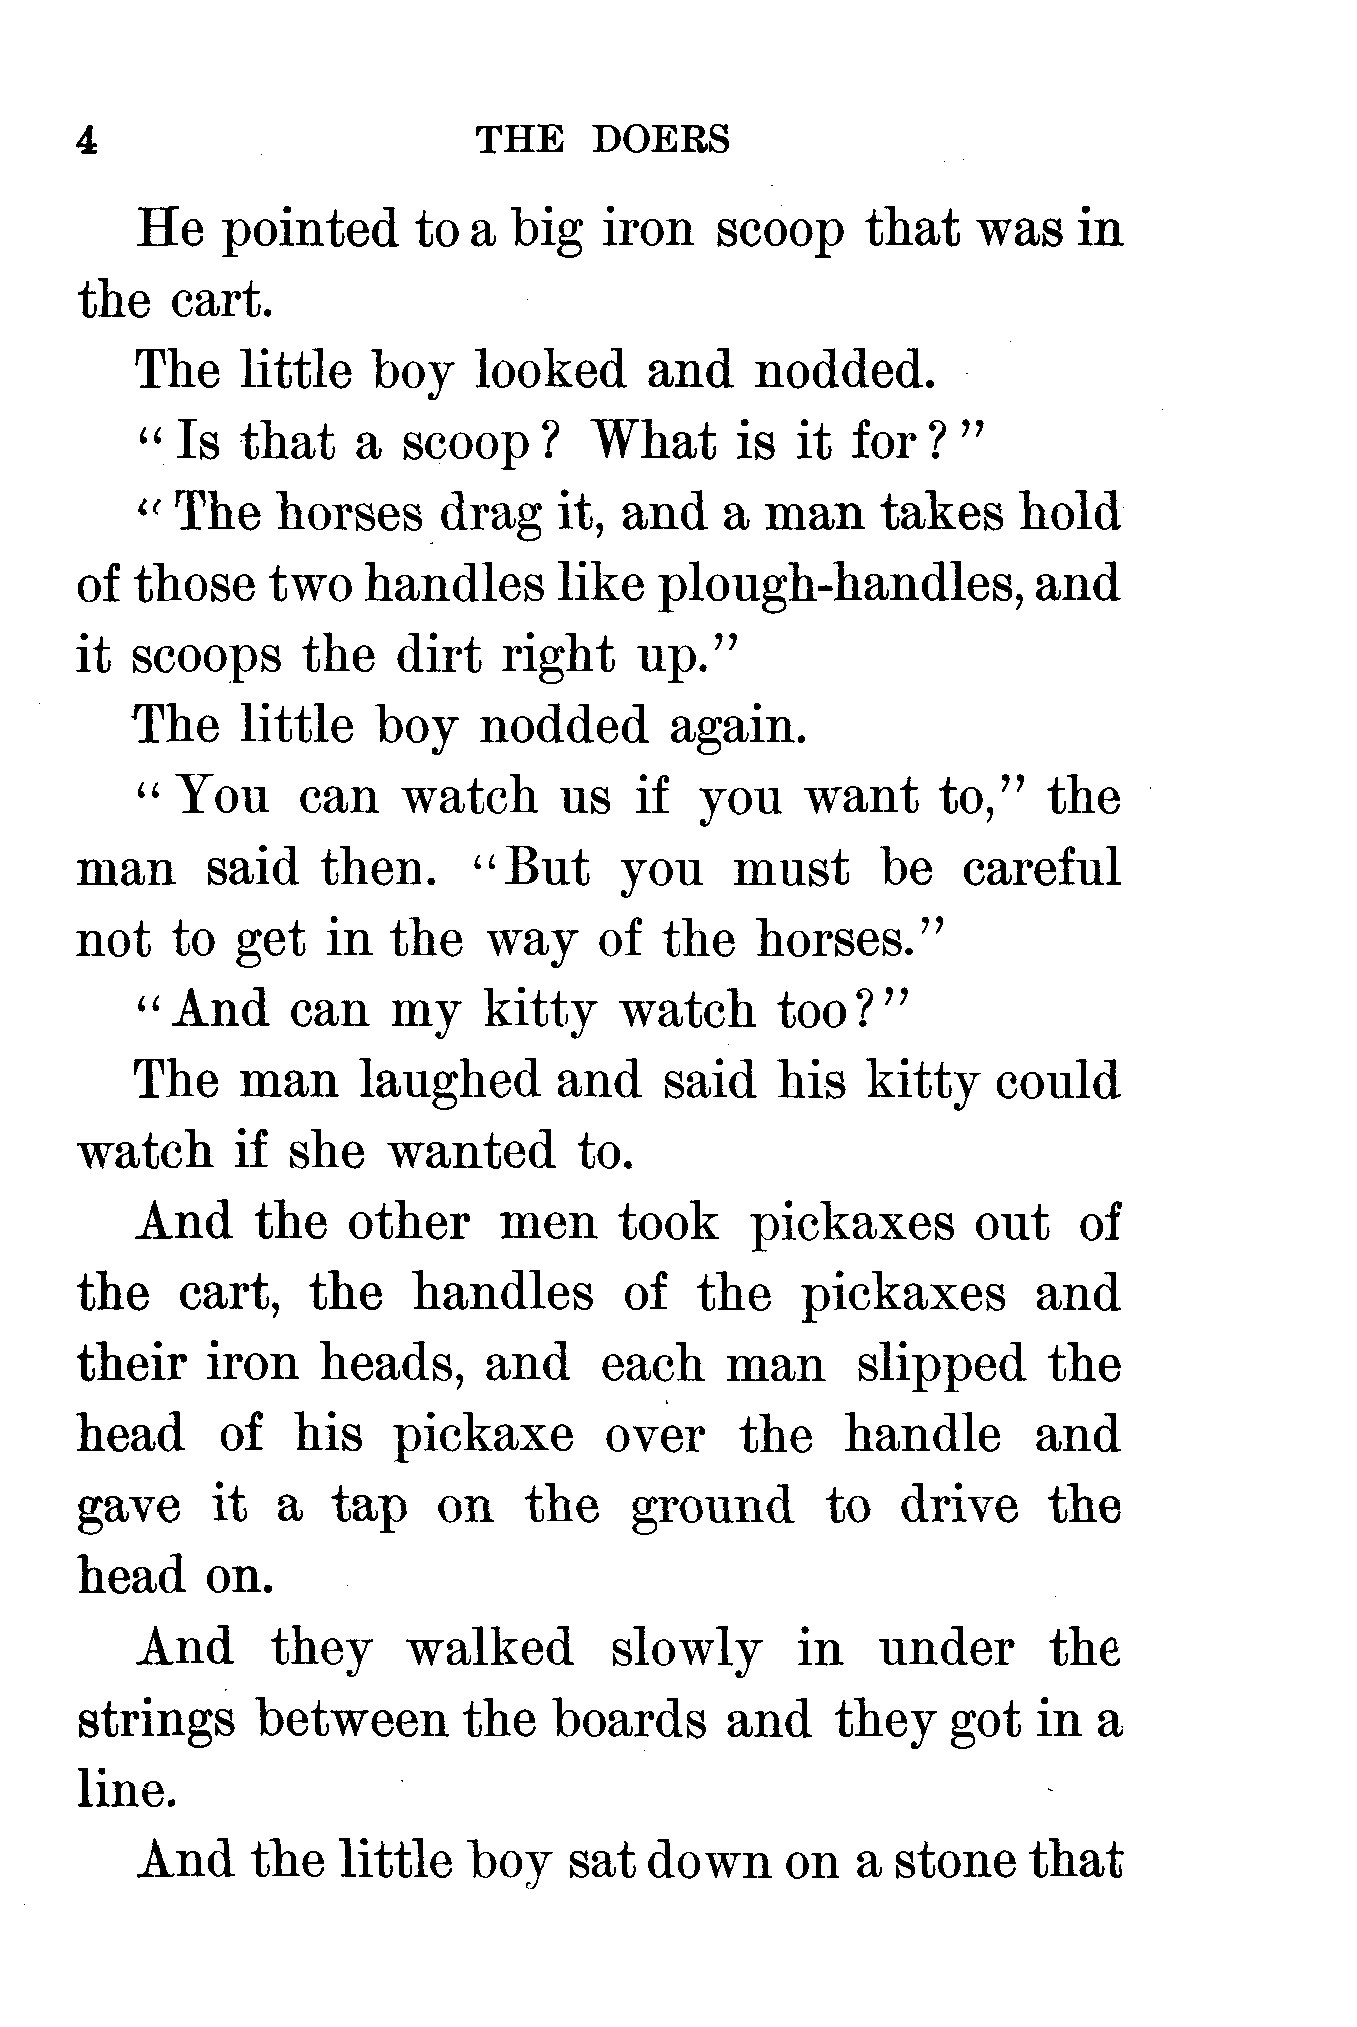 4 THE DOERS
He pointed to a big iron scoop that was in
the cart.
The little boy looked and nodded.
“Is that a scoop? What is it for?”
“The horses drag it, and a man takes hold
of those two handles like plough-handles, and
it scoops the dirt right up.”
The little boy nodded again.
“You can watch us if you want to,” the
man said then. “But you must be careful
not to get in the way of the horses.”
“And can my kitty watch too?”
The man laughed and said his kitty could
watch if she wanted to.
And the other men took pickaxes out of
the cart, the handles of the pickaxes and
their iron heads, and each man slipped the
head of his pickaxe over the handle and
gave it a tap on the ground to drive the
head on.
And they walked slowly in under the
strings between the boards and they got in a
line.
And the little boy sat down on a stone that